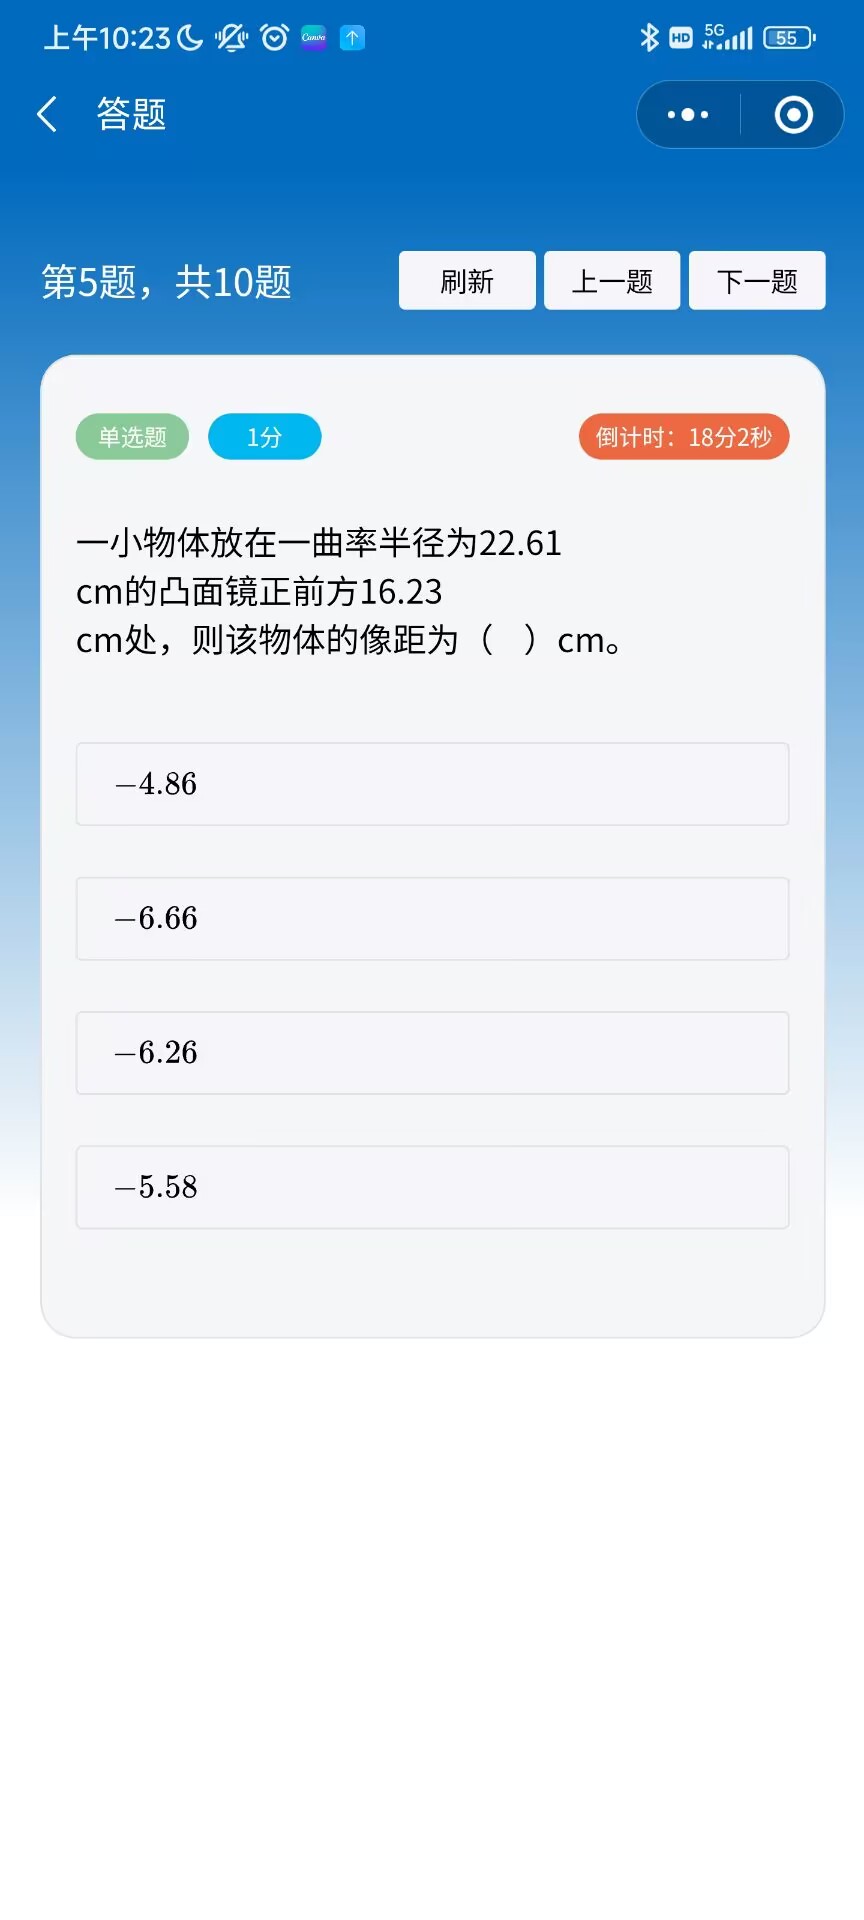 上午10:23 Canva HD 5G 55
答题
第5题，共10题 刷新 上一题 下一题
单选题 1分 倒计时：18分2秒
一小物体放在一曲率半径为22.61
cm的凸面镜正前方16.23
cm处，则该物体的像距为（ ）cm。
−4.86
−6.66
−6.26
−5.58